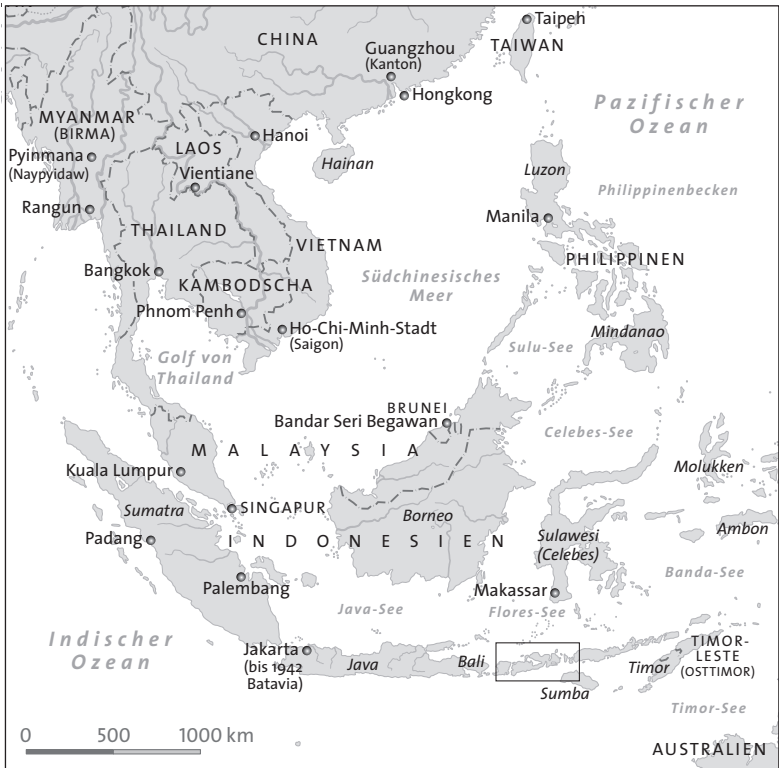 Taipeh
CHINA
TAIWAN
Guangzhou
(Kanton)
Hongkong
Pazifischer
Ozean
MYANMAR
(BIRMA)
Hanoi
LAOS
Pyinmana
(Naypyidaw)
Vientiane
Hainan
Luzon
Philippinenbecken
Rangun
Manila
THAILAND
VIETNAM
PHILIPPINEN
Bangkok
KAMBODSCHA
Südchinesisches
Meer
Phnom Penh
Ho-Chi-Minh-Stadt
(Saigon)
Mindanao
Golf von
Thailand
Sulu-See
BRUNEI
Bandar Seri Begawan
Celebes-See
MALAYSIA
Kuala Lumpur
Molukken
Sumatra
SINGAPUR
Borneo
Ambon
Padang
INDONESIEN
Sulawesi
(Celebes)
Banda-See
Palembang
Makassar
Java-See
Flores-See
Indischer
Ozean
Jakarta
(bis 1942
Batavia)
Java
Bali
Timor
TIMOR-
LESTE
(OSTTIMOR)
Sumba
Timor-See
0 500 1000 km
AUSTRALIEN